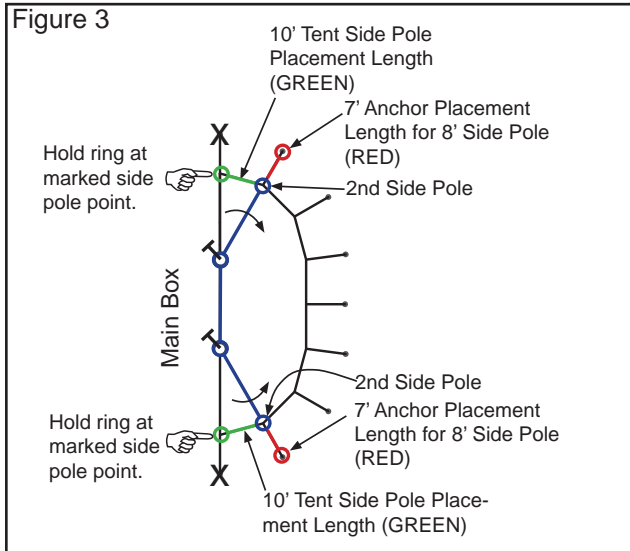 Figure 3
10’ Tent Side Pole
Placement Length
(GREEN)
7’ Anchor Placement
Length for 8’ Side Pole
(RED)
X
Hold ring at
marked side
pole point.
2nd Side Pole
Main Box
2nd Side Pole
7’ Anchor Placement
Length for 8’ Side Pole
(RED)
Hold ring at
marked side
pole point.
X
10’ Tent Side Pole Place-
ment Length (GREEN)